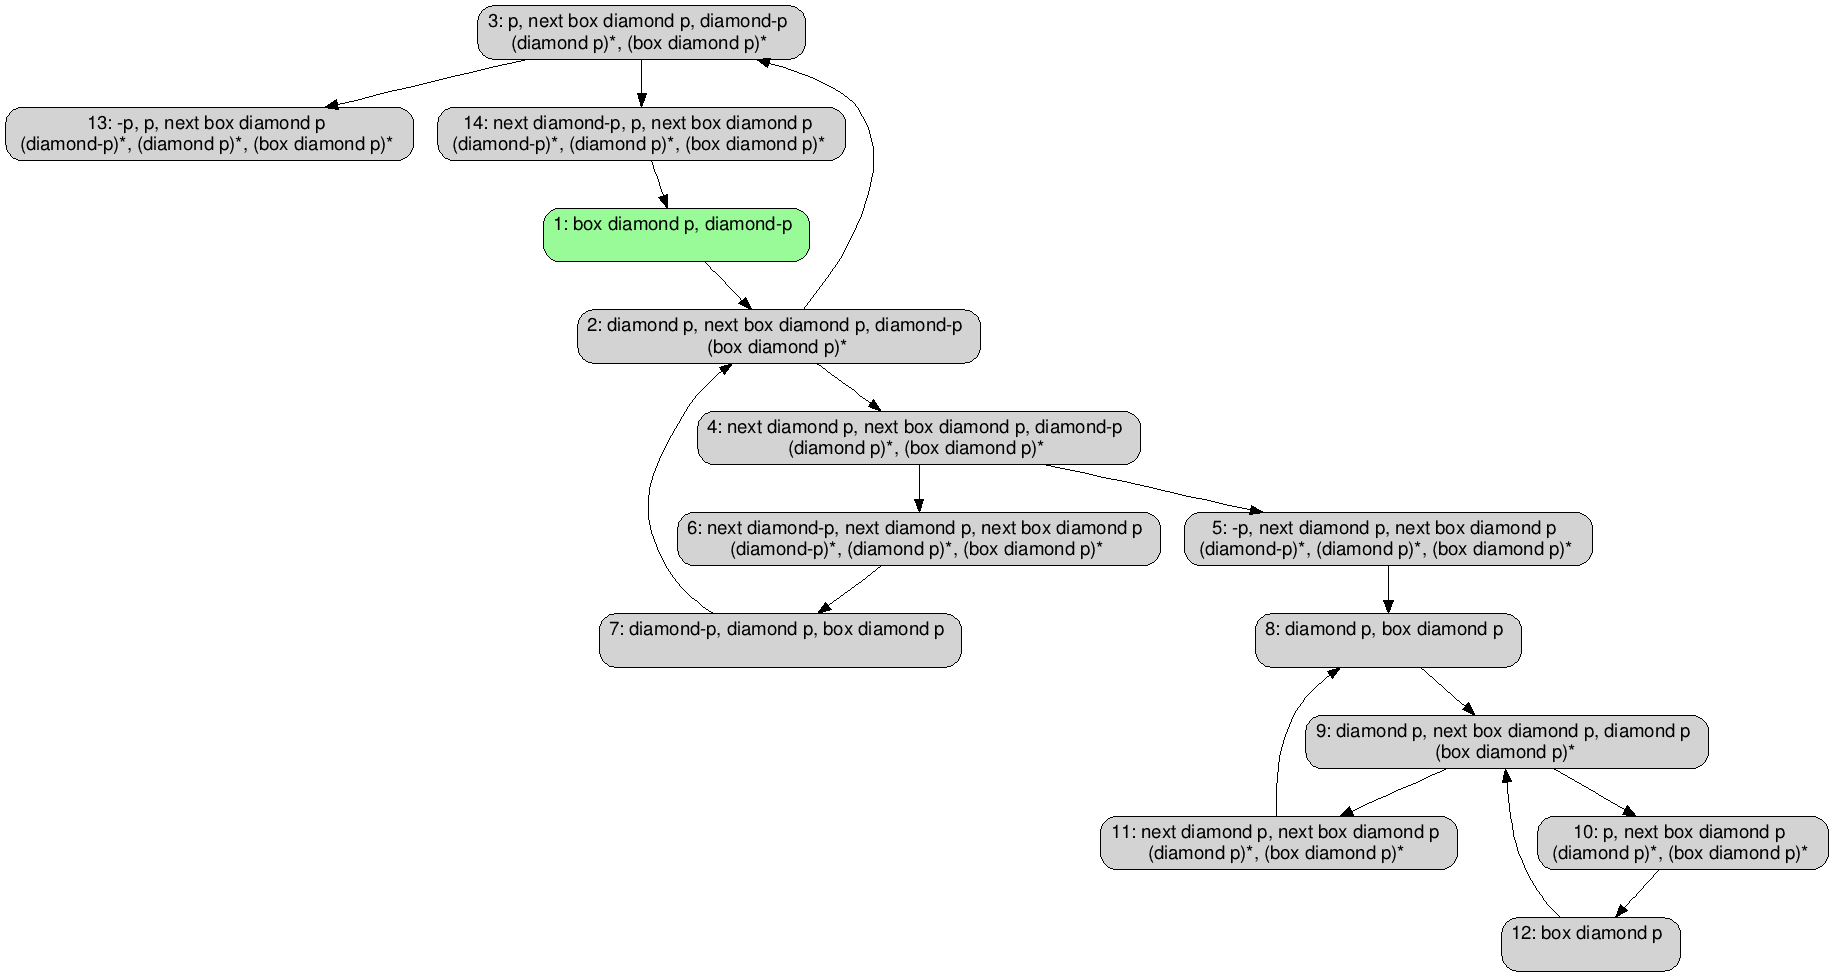 3: p, next box diamond p, diamond-p
(diamond p)*, (box diamond p)*
13: -p, p, next box diamond p
(diamond-p)*, (diamond p)*, (box diamond p)*
14: next diamond-p, p, next box diamond p
(diamond-p)*, (diamond p)*, (box diamond p)*
1: box diamond p, diamond-p
2: diamond p, next box diamond p, diamond-p
(box diamond p)*
4: next diamond p, next box diamond p, diamond-p
(diamond p)*, (box diamond p)*
6: next diamond-p, next diamond p, next box diamond p
(diamond-p)*, (diamond p)*, (box diamond p)*
5: -p, next diamond p, next box diamond p
(diamond-p)*, (diamond p)*, (box diamond p)*
7: diamond-p, diamond p, box diamond p
8: diamond p, box diamond p
9: diamond p, next box diamond p, diamond p
(box diamond p)*
11: next diamond p, next box diamond p
(diamond p)*, (box diamond p)*
10: p, next box diamond p
(diamond p)*, (box diamond p)*
12: box diamond p